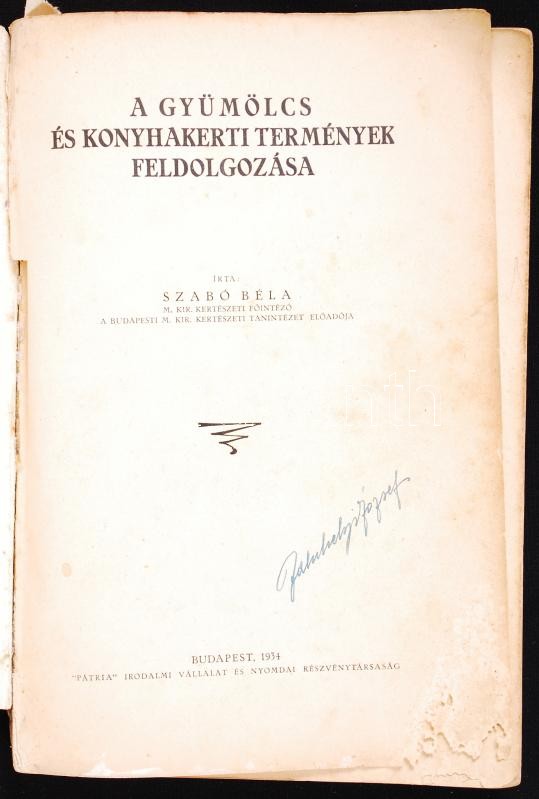 A GYÜMÖLCS
ÉS KONYHAKERTI TERMÉNYEK
FELDOLGOZÁSA
ÍRTA:
SZABÓ BÉLA
M. KIR. KERTÉSZETI FŐINTÉZŐ
A BUDAPESTI M. KIR. KERTÉSZETI TANINTÉZET ELŐADÓJA
József
BUDAPEST, 1934
"PÁTRIA" IRODALMI VÁLLALAT ÉS NYOMDAI RÉSZVÉNYTÁRSASÁG